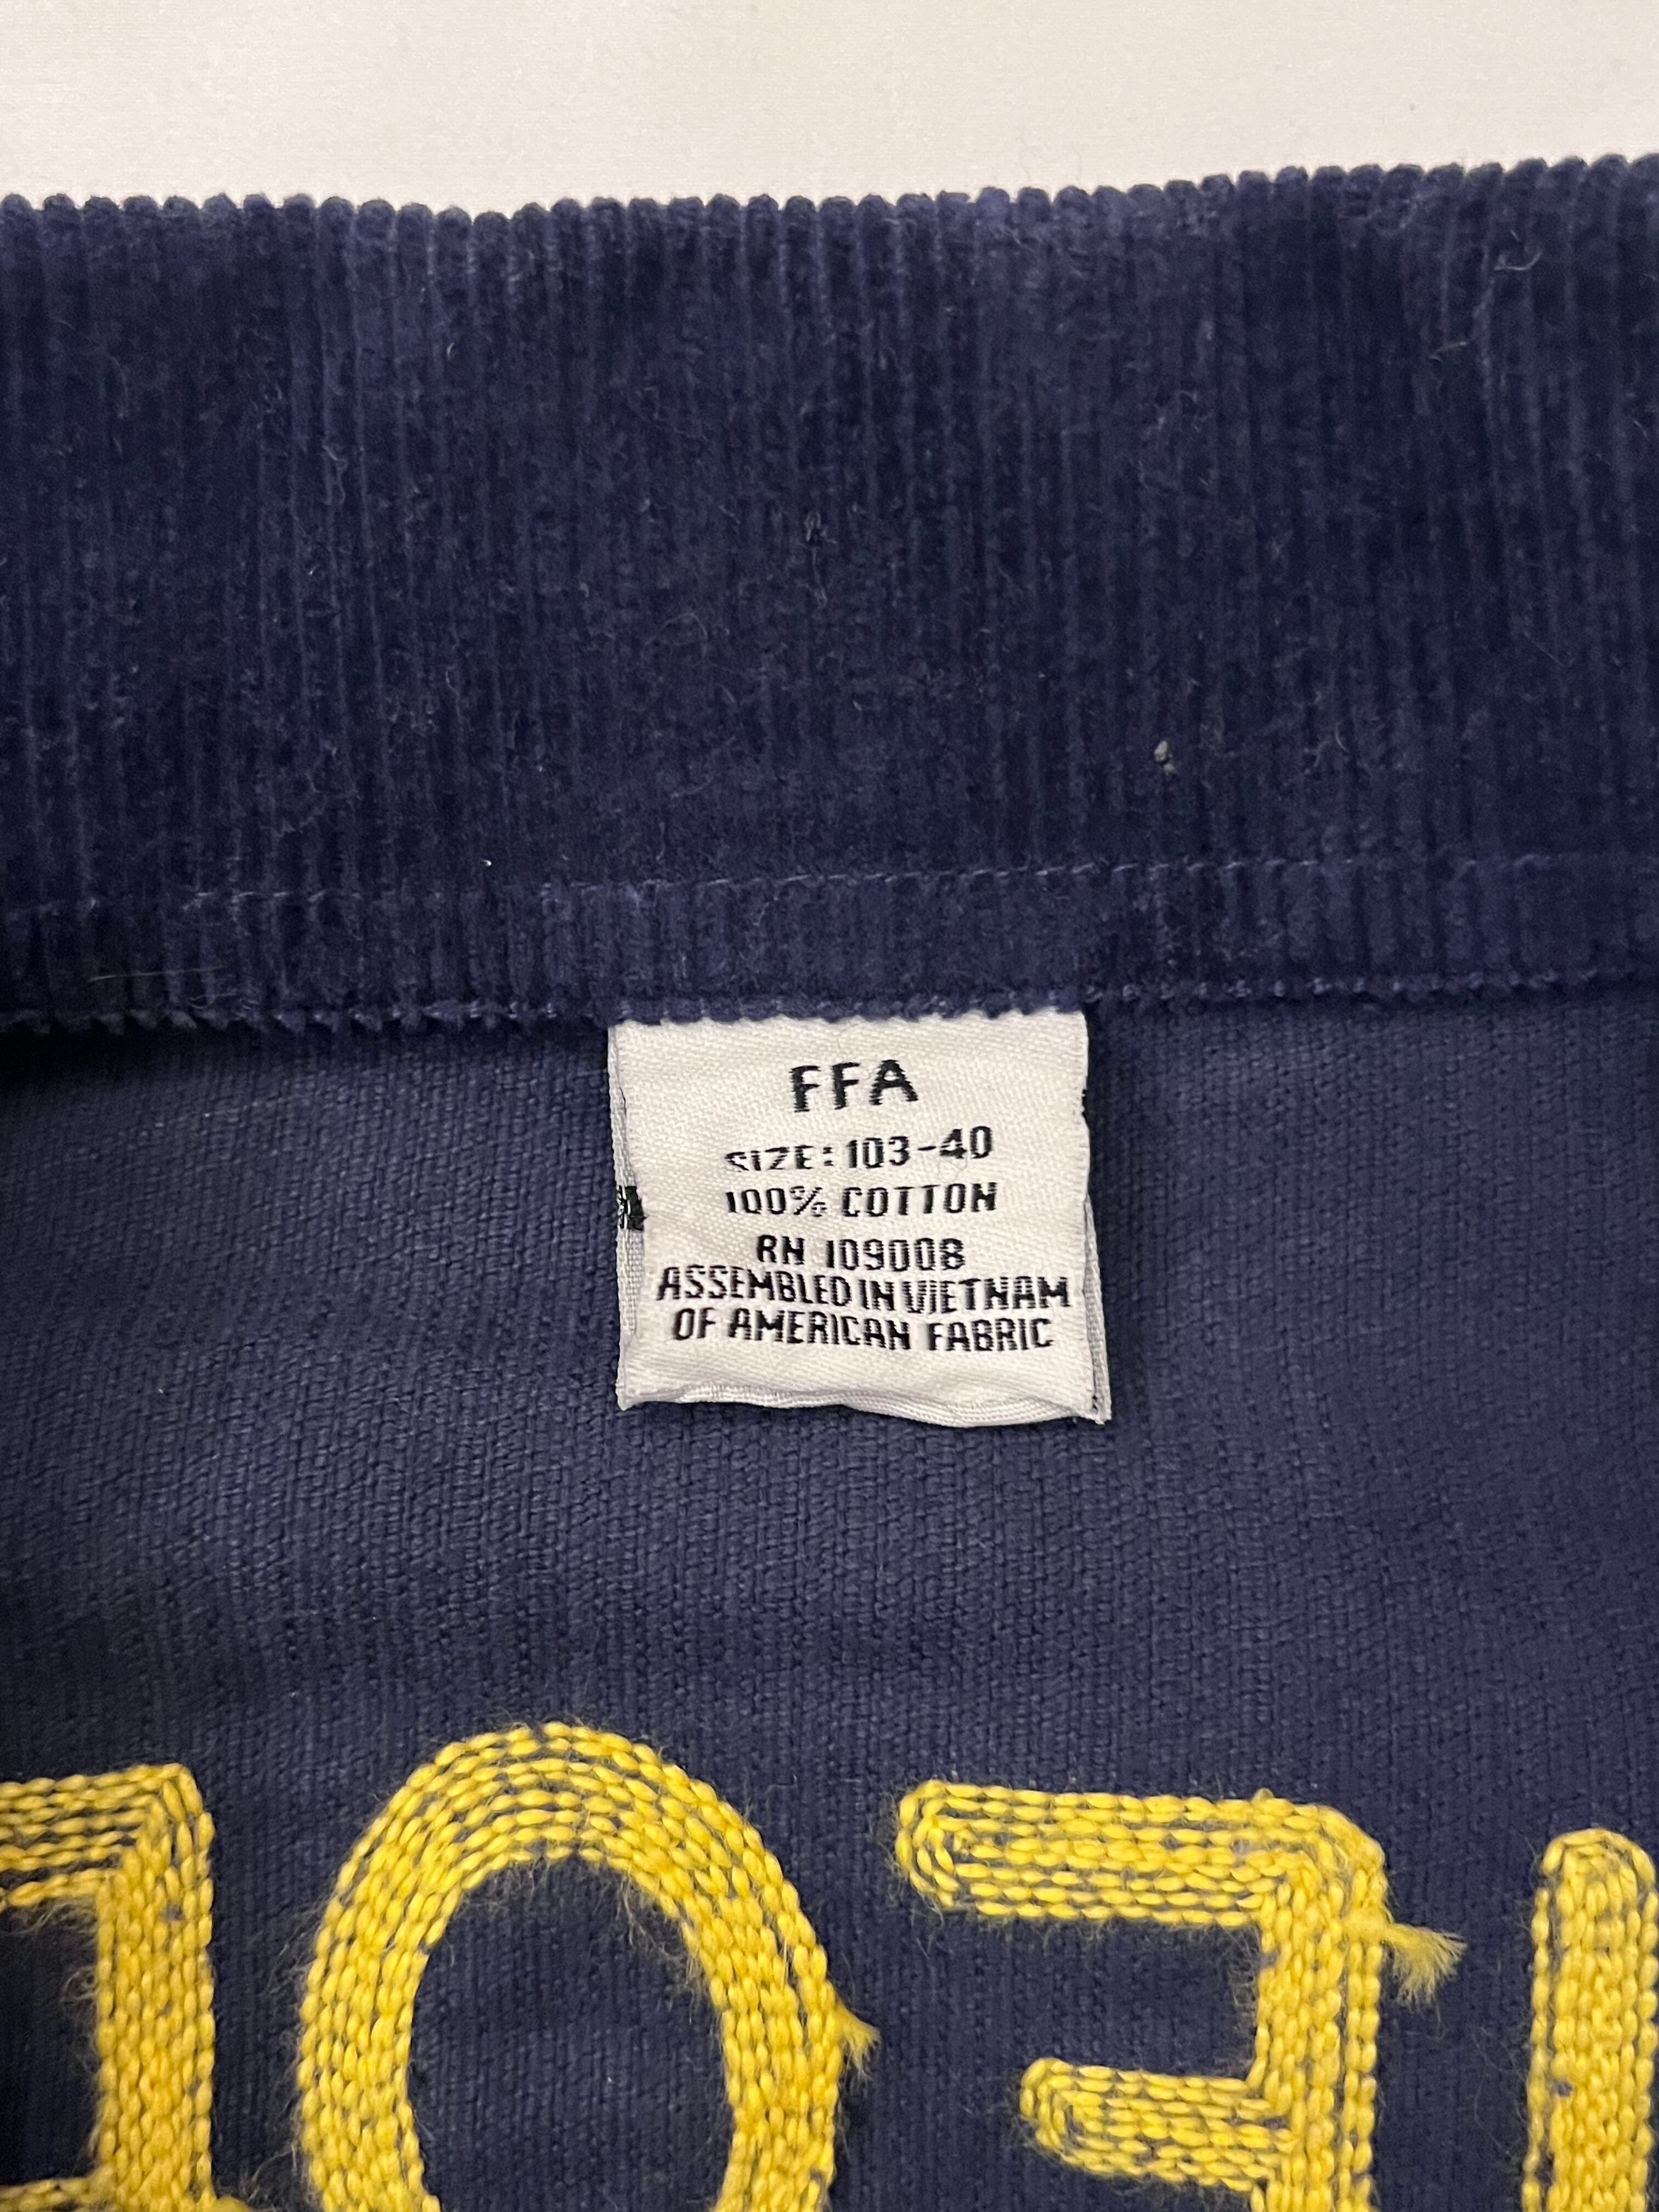 FFA
SIZE: 103-40
100% COTTON
RN 109008
ASSEMBLED IN VIETNAM
OF AMERICAN FABRIC